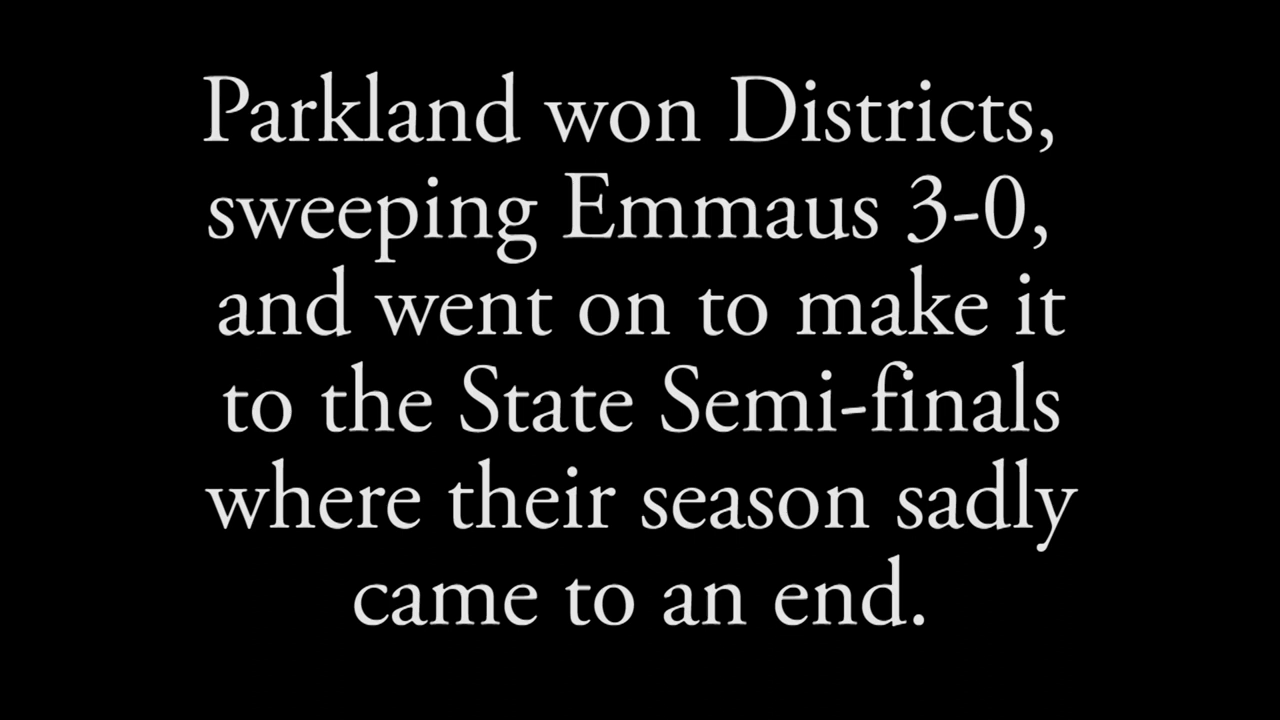 Parkland won Districts,
sweeping Emmaus 3-0,
and went on to make it
to the State Semi-finals
where their season sadly
came to an end.